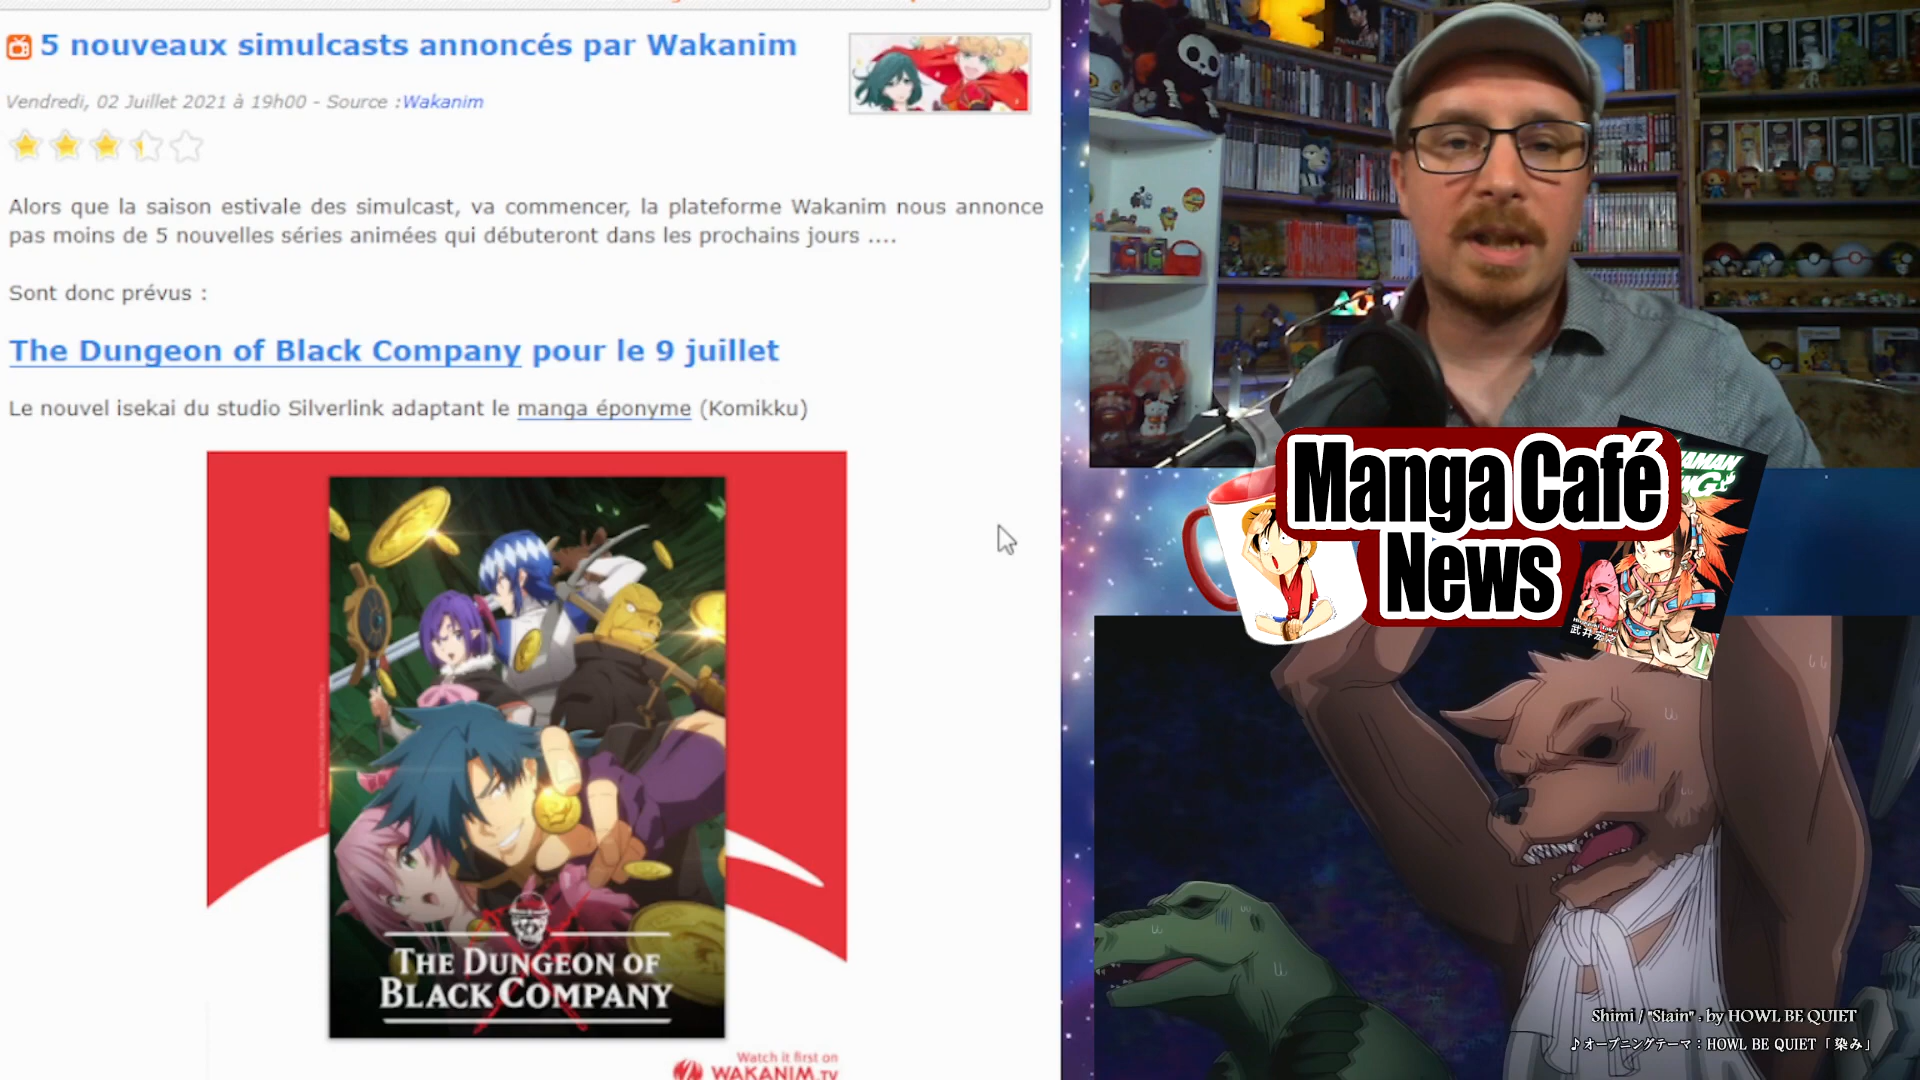 5 nouveaux simulcasts annoncés par Wakanim
Vendredi, 02 Juillet 2021 à 19h00 - Source :Wakanim
Alors que la saison estivale des simulcast, va commencer, la plateforme Wakanim nous annonce
pas moins de 5 nouvelles séries animées qui débuteront dans les prochains jours ....
Sont donc prévus :
The Dungeon of Black Company pour le 9 juillet
Le nouvel isekai du studio Silverlink adaptant le manga éponyme (Komikku)
THE DUNGEON OF
BLACK COMPANY
Watch it first on
WAKANIM.TV
Manga Café
News
武井宏之
Shimi / "Stain" , by HOWL BE QUIET
♪オープニングテーマ：HOWL BE QUIET「染み」